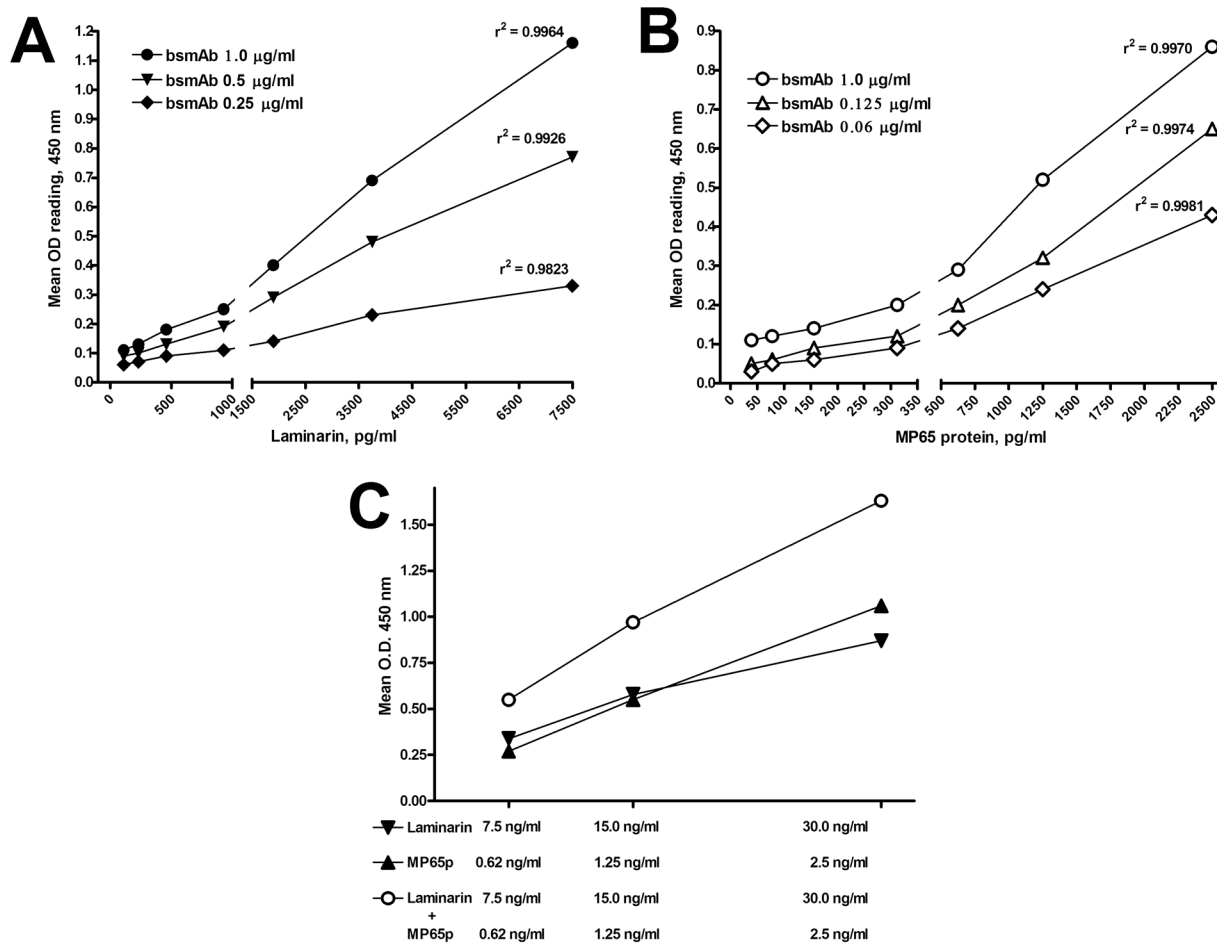 A
bsmAb 1.0 μg/ml
bsmAb 0.5 μg/ml
bsmAb 0.25 μg/ml
r² = 0.9964
r² = 0.9926
r² = 0.9823
Mean OD reading, 450 nm
1.2
1.1
1.0
0.9
0.8
0.7
0.6
0.5
0.4
0.3
0.2
0.1
0.0
0 500 1000 1500 2500 3500 4500 5500 6500 7500
Laminarin, pg/ml
B
bsmAb 1.0 μg/ml
bsmAb 0.125 μg/ml
bsmAb 0.06 μg/ml
r² = 0.9970
r² = 0.9974
r² = 0.9981
Mean OD reading, 450 nm
0.9
0.8
0.7
0.6
0.5
0.4
0.3
0.2
0.1
0.0
0 50 100 150 200 250 300 350 500 750 1000 1250 1500 1750 2000 2250 2500
MP65 protein, pg/ml
C
Mean O.D. 450 nm
1.50
1.25
1.00
0.75
0.50
0.25
0.00
Laminarin 7.5 ng/ml 15.0 ng/ml 30.0 ng/ml
MP65p 0.62 ng/ml 1.25 ng/ml 2.5 ng/ml
Laminarin 7.5 ng/ml 15.0 ng/ml 30.0 ng/ml
+
MP65p 0.62 ng/ml 1.25 ng/ml 2.5 ng/ml